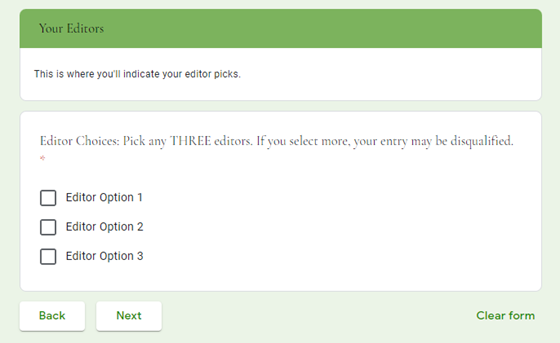 Your Editors
This is where you'll indicate your editor picks.
Editor Choices: Pick any THREE editors. If you select more, your entry may be disqualified.
*
Editor Option 1
Editor Option 2
Editor Option 3
Back Next Clear form